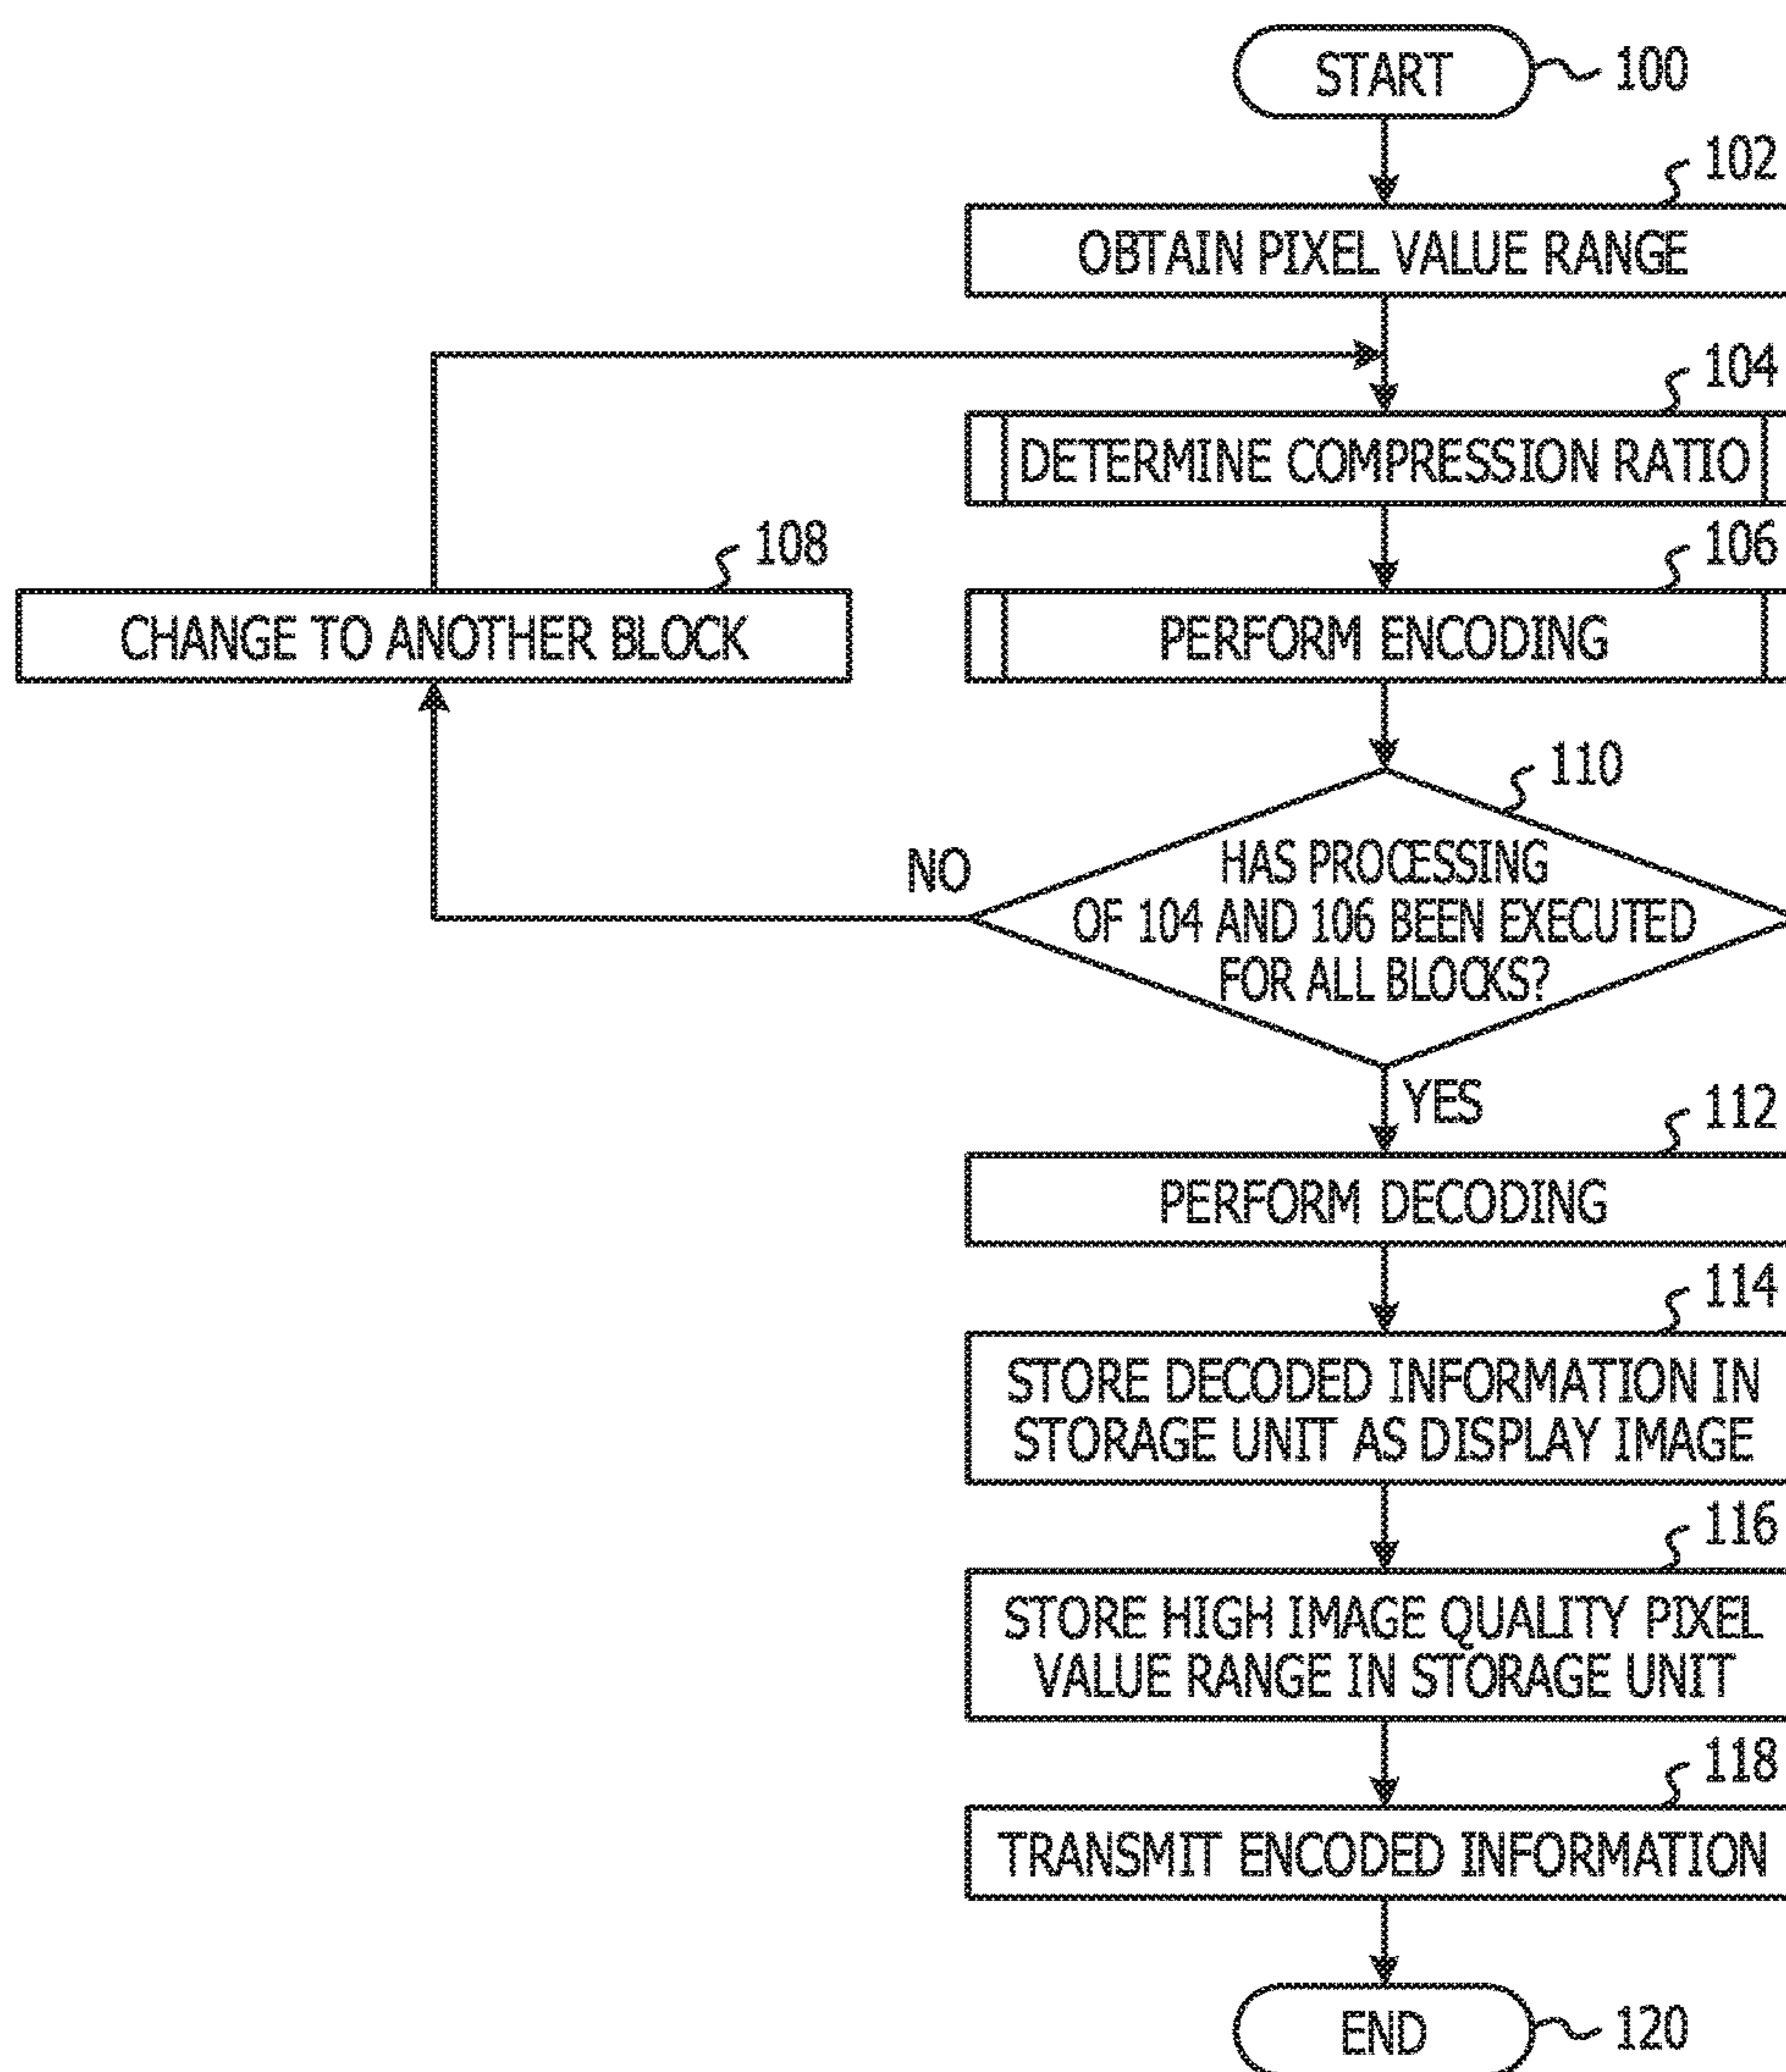 START
100
102
OBTAIN PIXEL VALUE RANGE
104
DETERMINE COMPRESSION RATIO
108
CHANGE TO ANOTHER BLOCK
106
PERFORM ENCODING
110
HAS PROCESSING
OF 104 AND 106 BEEN EXECUTED
FOR ALL BLOCKS?
NO
YES
112
PERFORM DECODING
114
STORE DECODED INFORMATION IN
STORAGE UNIT AS DISPLAY IMAGE
116
STORE HIGH IMAGE QUALITY PIXEL
VALUE RANGE IN STORAGE UNIT
118
TRANSMIT ENCODED INFORMATION
END
120